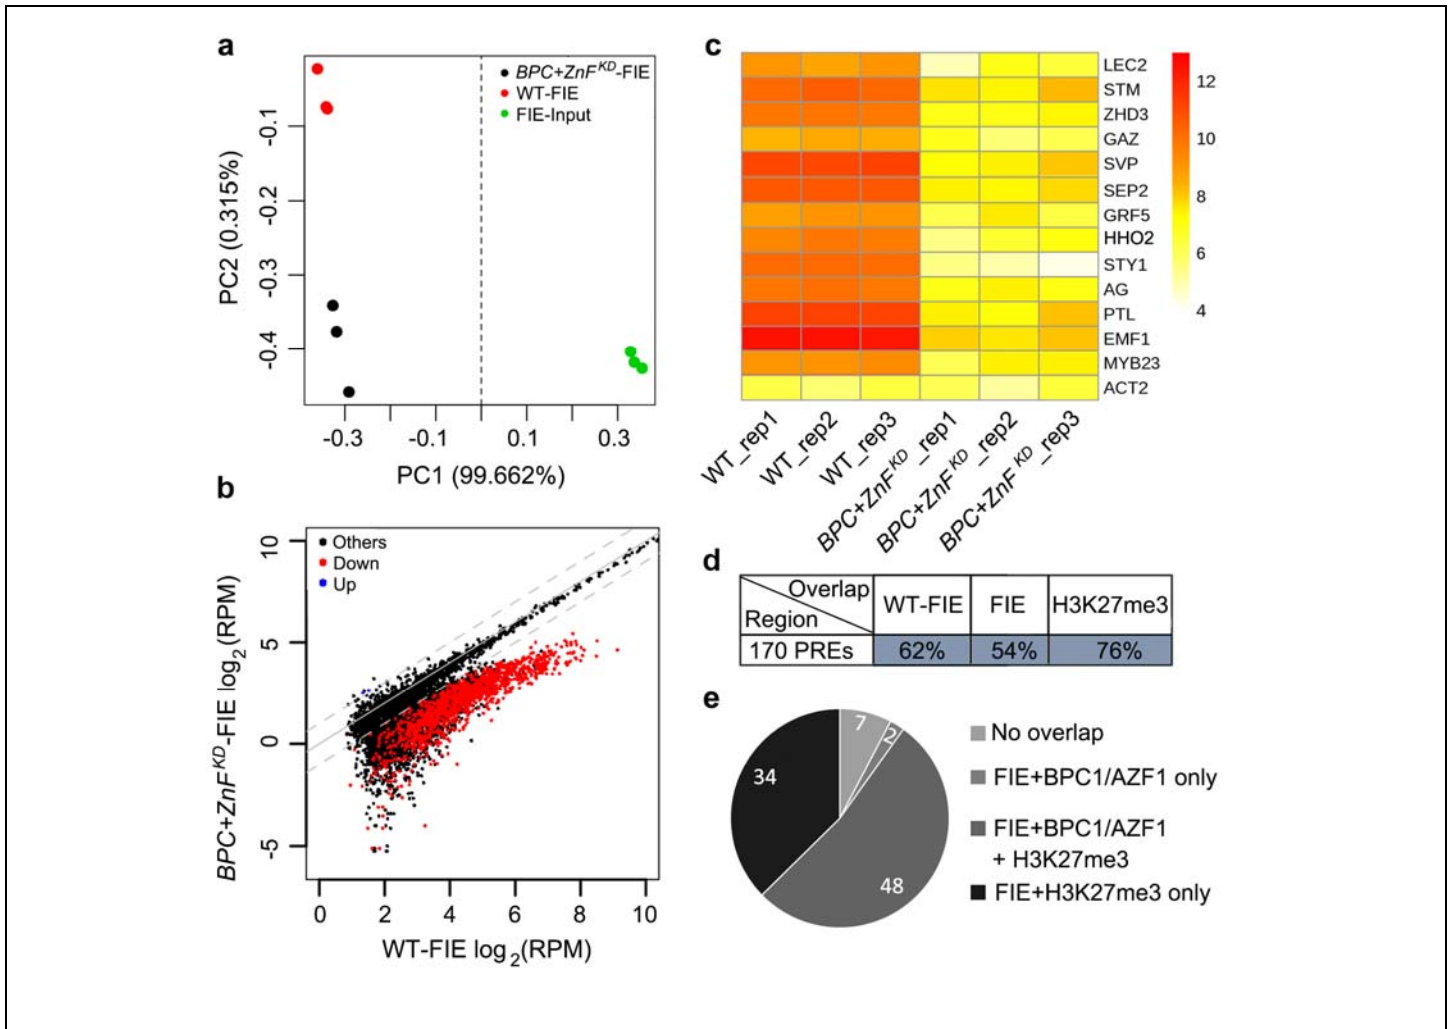 a
BPC+ZnF^KD-FIE
WT-FIE
FIE-Input
-0.1
-0.2
-0.3
-0.4
PC2 (0.315%)
-0.3 -0.1 0.1 0.3
PC1 (99.662%)
b
Others
Down
Up
10
5
0
-5
BPC+ZnF^KD-FIE log2(RPM)
0 2 4 6 8 10
WT-FIE log2(RPM)
c
LEC2
STM
ZHD3
GAZ
SVP
SEP2
GRF5
HHO2
STY1
AG
PTL
EMF1
MYB23
ACT2
12
10
8
6
4
WT_rep1
WT_rep2
WT_rep3
BPC+ZnF^KD_rep1
BPC+ZnF^KD_rep2
BPC+ZnF^KD_rep3
d
Overlap
Region
WT-FIE FIE H3K27me3
170 PREs 62% 54% 76%
e
7
2
34
48
No overlap
FIE+BPC1/AZF1 only
FIE+BPC1/AZF1
+ H3K27me3
FIE+H3K27me3 only